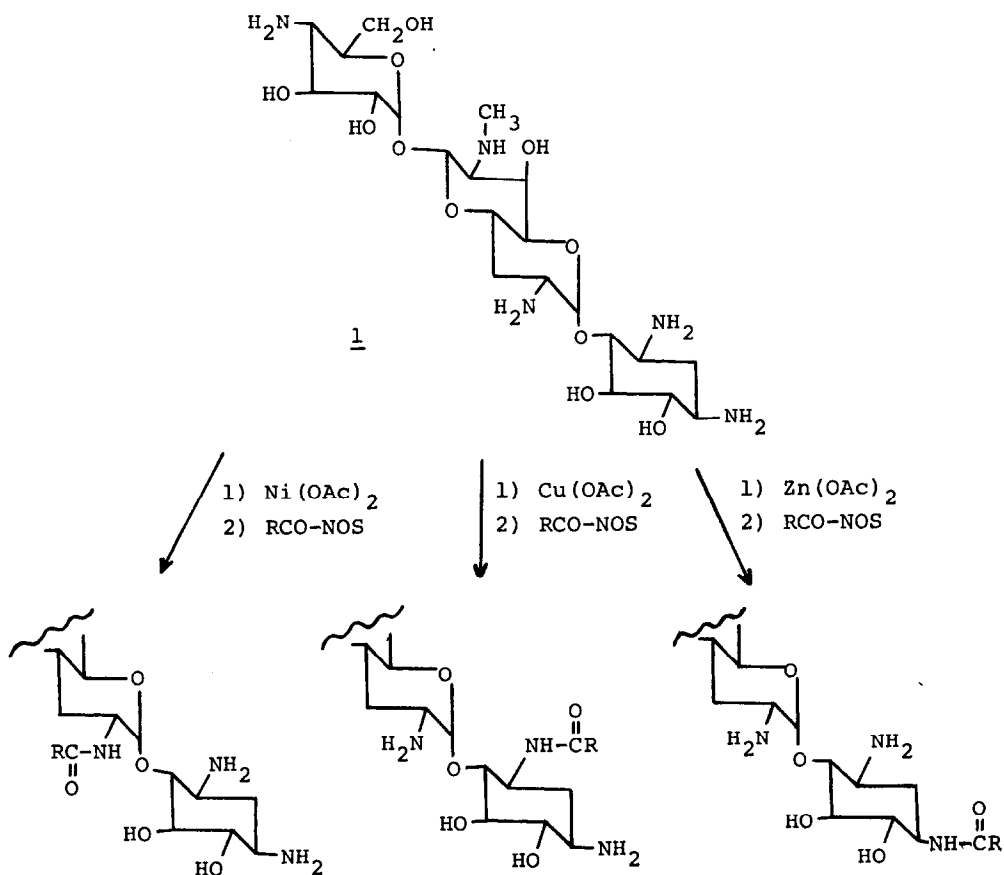 H₂N
CH₂OH
O
HO
HO
CH₃
NH OH
O
O
O
H₂N
1
O
NH₂
HO
HO
NH₂
1) Ni(OAc)₂
2) RCO-NOS
1) Cu(OAc)₂
2) RCO-NOS
1) Zn(OAc)₂
2) RCO-NOS
O
RC-NH
O
O
NH₂
HO
HO
NH₂
O
H₂N
O
O
NH-CR
HO
HO
NH₂
O
H₂N
O
NH₂
HO
HO
O
NH-CR